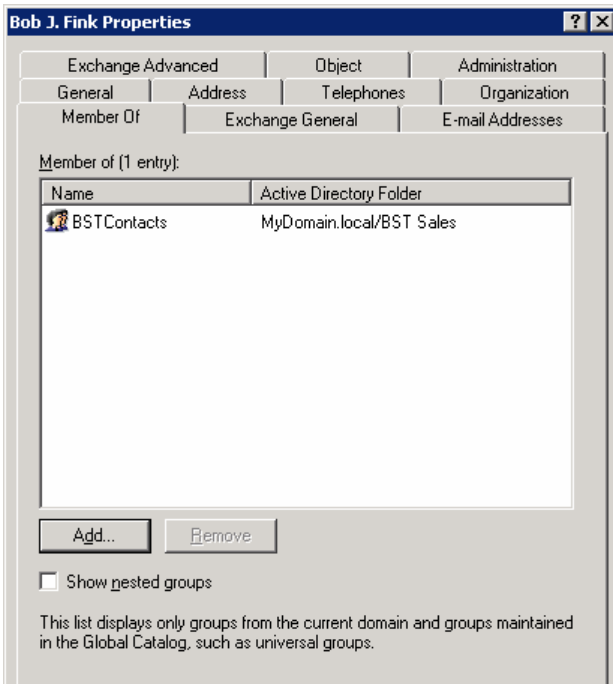 Bob J. Fink Properties
Exchange Advanced Object Administration
General Address Telephones Organization
Member Of Exchange General E-mail Addresses
Member of (1 entry):
Name Active Directory Folder
BSTContacts MyDomain.local/BST Sales
Add... Remove
Show nested groups
This list displays only groups from the current domain and groups maintained
in the Global Catalog, such as universal groups.